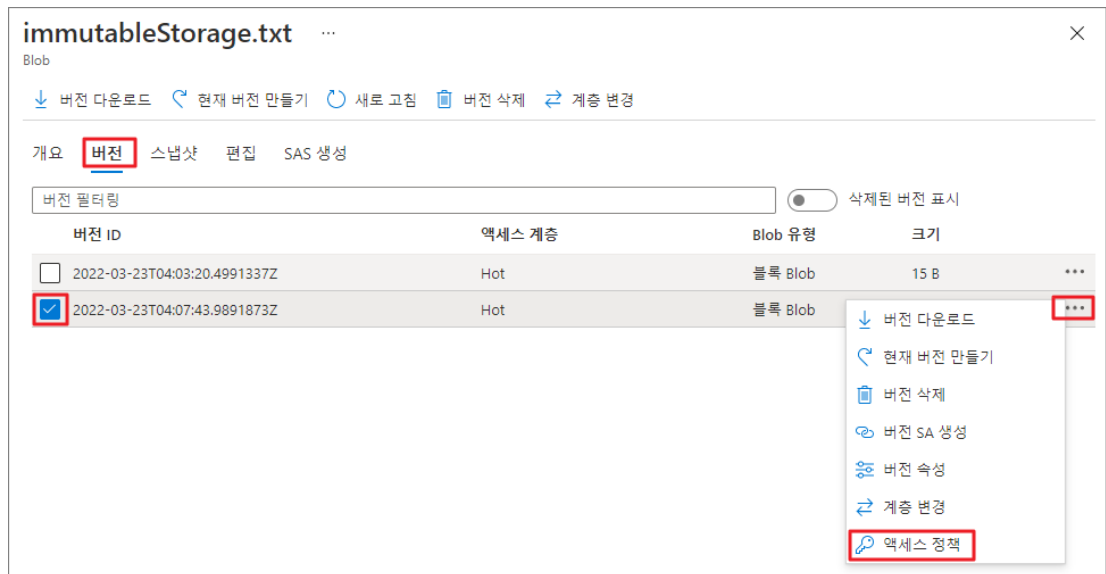 immutableStorage.txt ...
Blob
버전 다운로드 현재 버전 만들기 새로 고침 버전 삭제 계층 변경
개요 버전 스냅샷 편집 SAS 생성
버전 필터링 삭제된 버전 표시
버전 ID 액세스 계층 Blob 유형 크기
2022-03-23T04:03:20.4991337Z Hot 블록 Blob 15 B ...
2022-03-23T04:07:43.9891873Z Hot 블록 Blob ...
버전 다운로드
현재 버전 만들기
버전 삭제
버전 SA 생성
버전 속성
계층 변경
액세스 정책